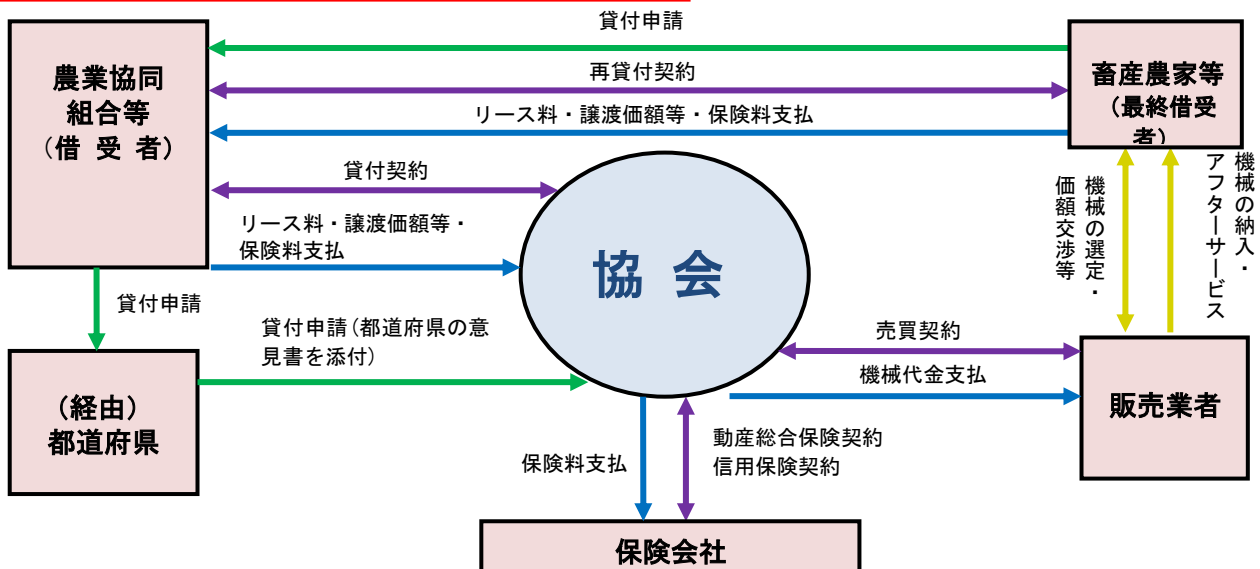 貸付申請
農業協同
組合等
（借 受 者）
再貸付契約
畜産農家等
（最終借受
者）
リース料・譲渡価額等・保険料支払
貸付契約
リース料・譲渡価額等・
保険料支払
協 会
機械の選定・
価額交渉等
機械の納入・
アフターサービス
貸付申請
貸付申請（都道府県の意
見書を添付）
売買契約
機械代金支払
（経由）
都道府県
販売業者
保険料支払
動産総合保険契約
信用保険契約
保険会社